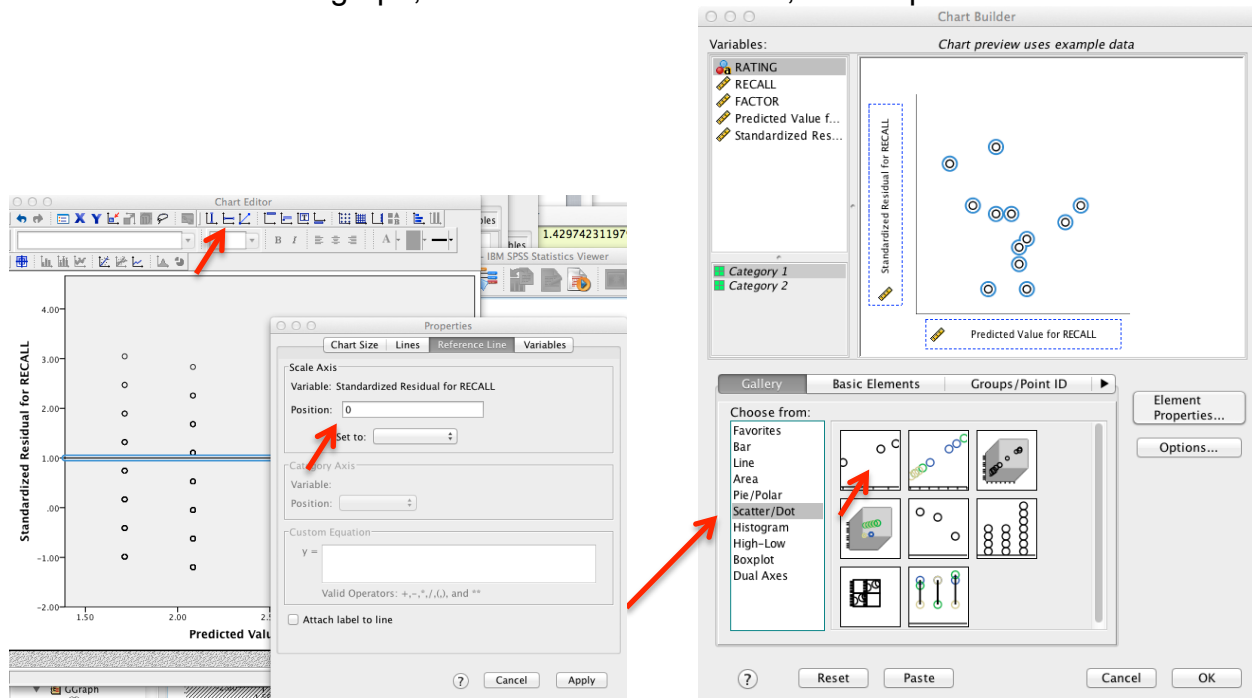 Chart Builder
Variables:
Chart preview uses example data
RATING
RECALL
FACTOR
Predicted Value f...
Standardized Res...
Standardized Residual for RECALL
Predicted Value for RECALL
Category 1
Category 2
Gallery
Basic Elements
Groups/Point ID
Choose from:
Favorites
Bar
Line
Area
Pie/Polar
Scatter/Dot
Histogram
High-Low
Boxplot
Dual Axes
Element
Properties...
Options...
?
Reset
Paste
Cancel
OK
Chart Editor
X Y
B I
A
bles
bles
- IBM SPSS Statistics Viewer
Standardized Residual for RECALL
4.00
3.00
2.00
1.00
.00
-1.00
-2.00
1.50
2.00
Predicted Valu
GGraph
Properties
Chart Size
Lines
Reference Line
Variables
Scale Axis
Variable: Standardized Residual for RECALL
Position: 0
Set to:
Category Axis
Variable:
Position:
Custom Equation
y =
Valid Operators: +,-,*,/,(,), and **
Attach label to line
?
Cancel
Apply